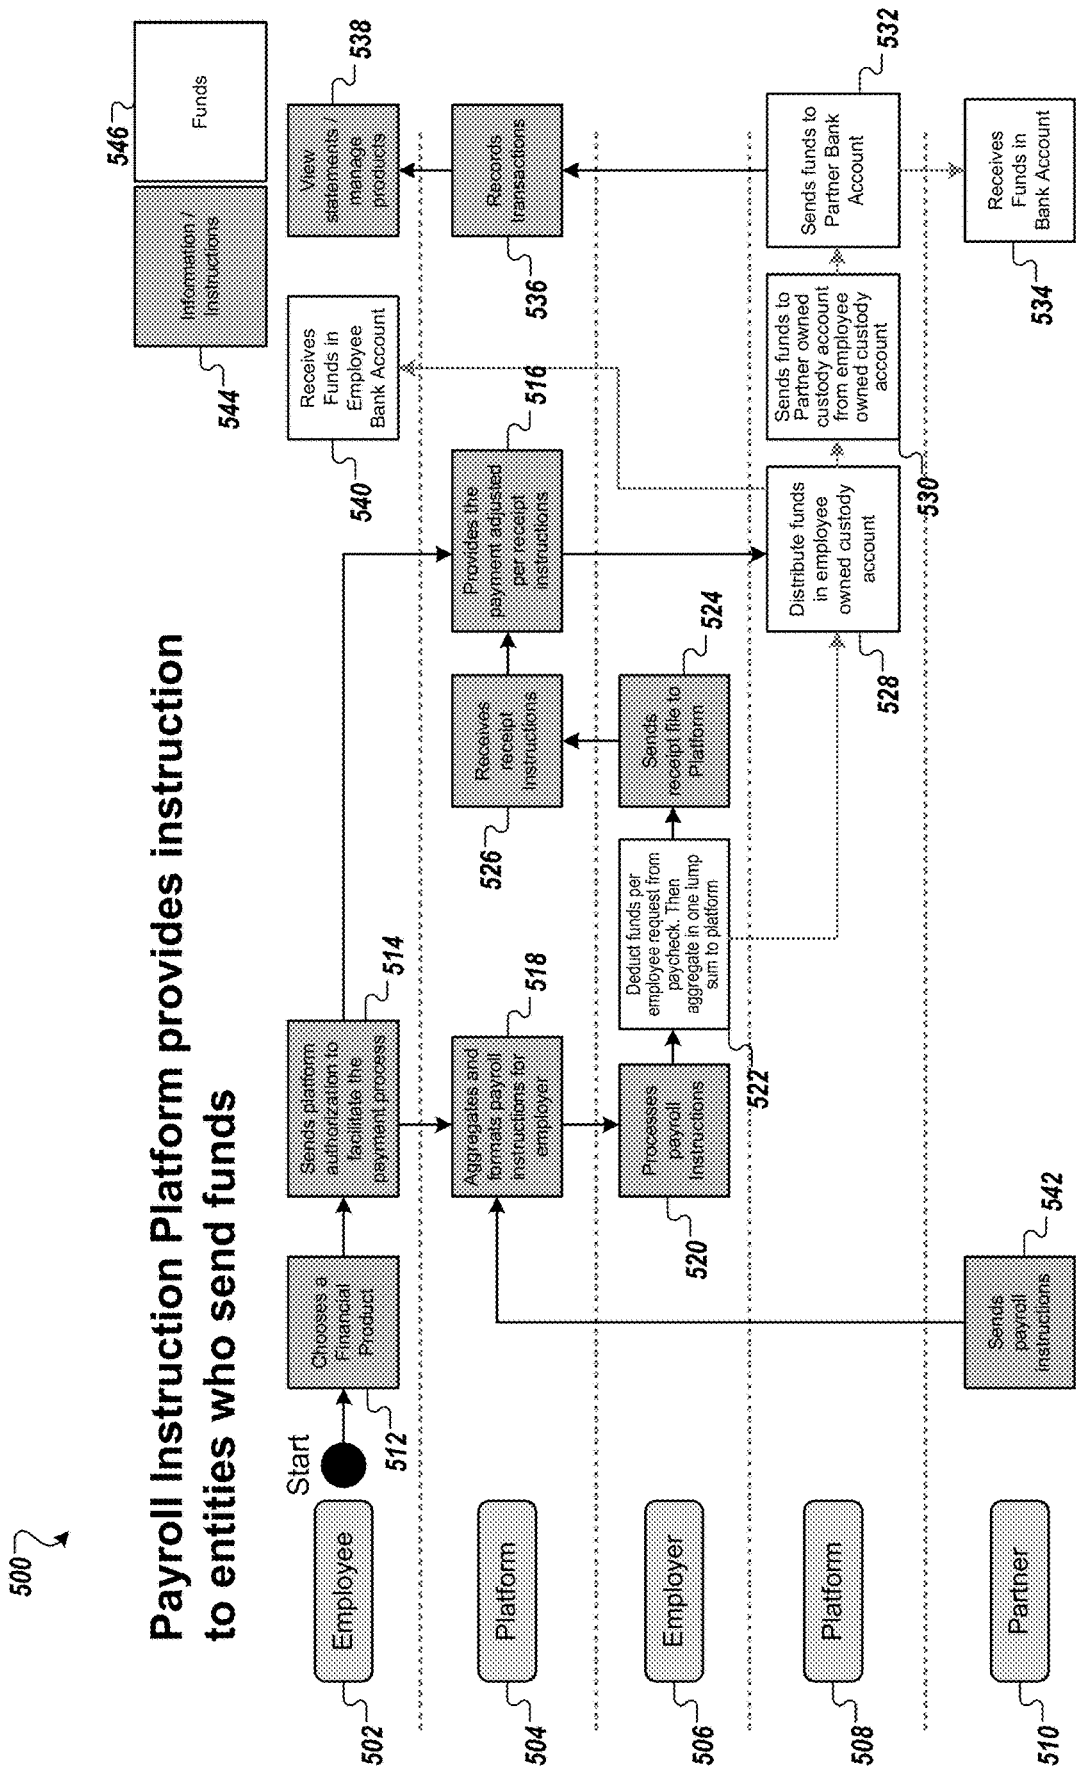 500
Payroll Instruction Platform provides instruction
to entities who send funds
Information /
Instructions
544
Funds
546
Employee
502
Start
Chooses a
Financial
Product
512
Sends platform
authorization to
facilitate the
payment process
514
Receives
Funds in
Employee
Bank Account
540
View
statements /
manage
products
538
Platform
504
Aggregates and
formats payroll
instructions for
employer
518
Receives
receipt
Instructions
526
Provides the
payment adjusted
per receipt
instructions
516
Records
transactions
536
Employer
506
Processes
payroll
Instructions
520
Deduct funds per
employee request from
paycheck. Then
aggregate in one lump
sum to platform
522
Sends
receipt file to
Platform
524
Platform
508
Distribute funds
in employee
owned custody
account
528
Sends funds to
Partner owned
custody account
from employee
owned custody
account
530
Sends funds to
Partner Bank
Account
532
Partner
510
Sends
payroll
instructions
542
Receives
Funds in
Bank Account
534